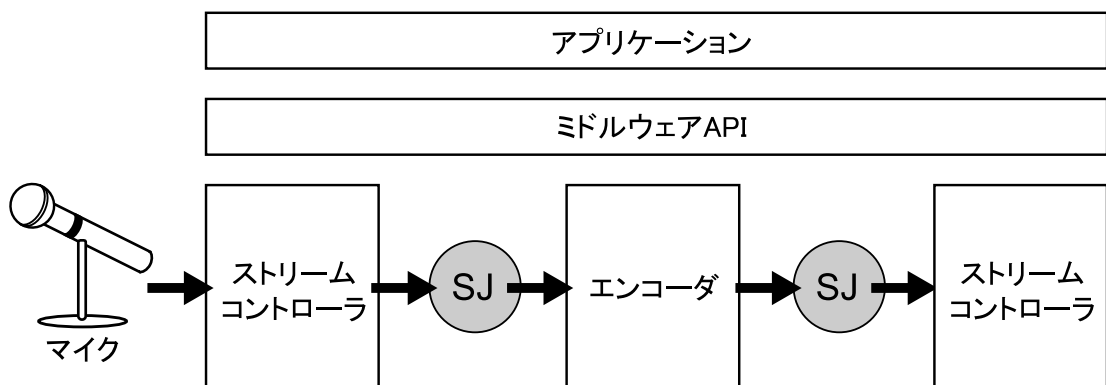 アプリケーション
ミドルウェアAPI
ストリーム
コントローラ
SJ
エンコーダ
SJ
ストリーム
コントローラ
マイク